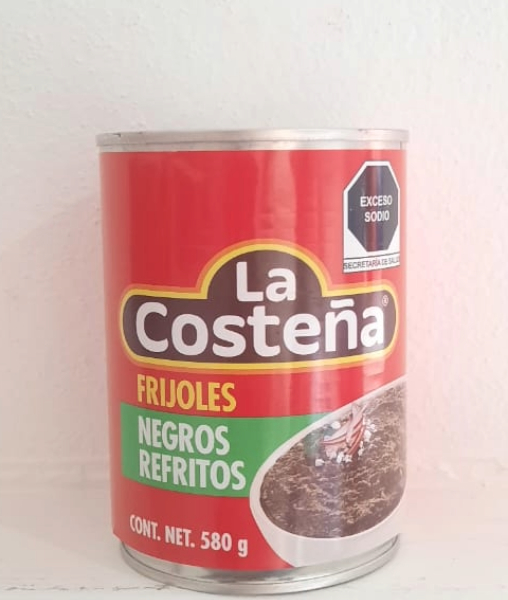 EXCESO
SODIO
SECRETARÍA DE SALUD
La
Costeña®
FRIJOLES
NEGROS
REFRITOS
CONT. NET. 580 g